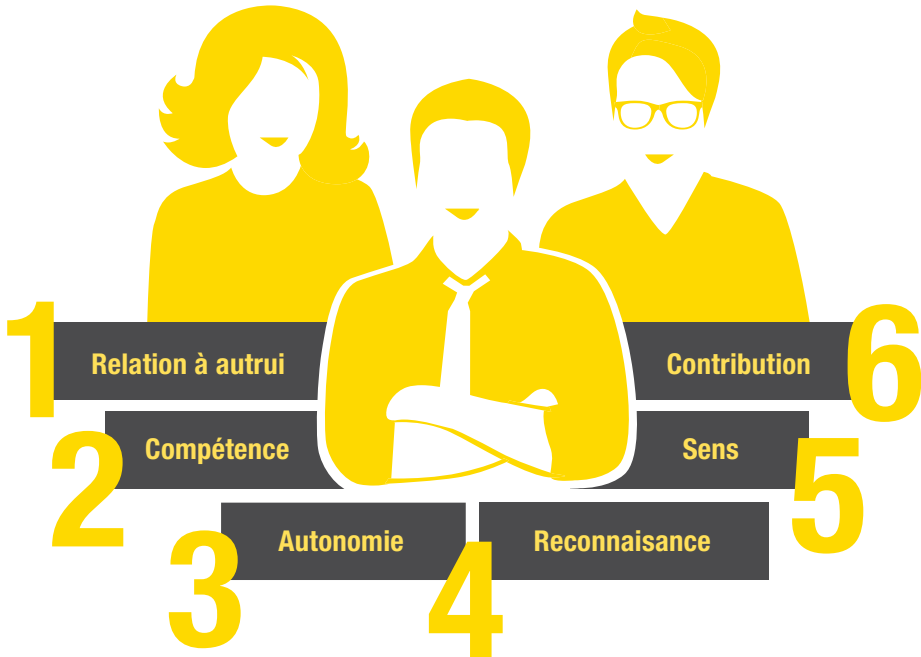 1 Relation à autrui
2 Compétence
3 Autonomie
4 Reconnaisance
5 Sens
6 Contribution